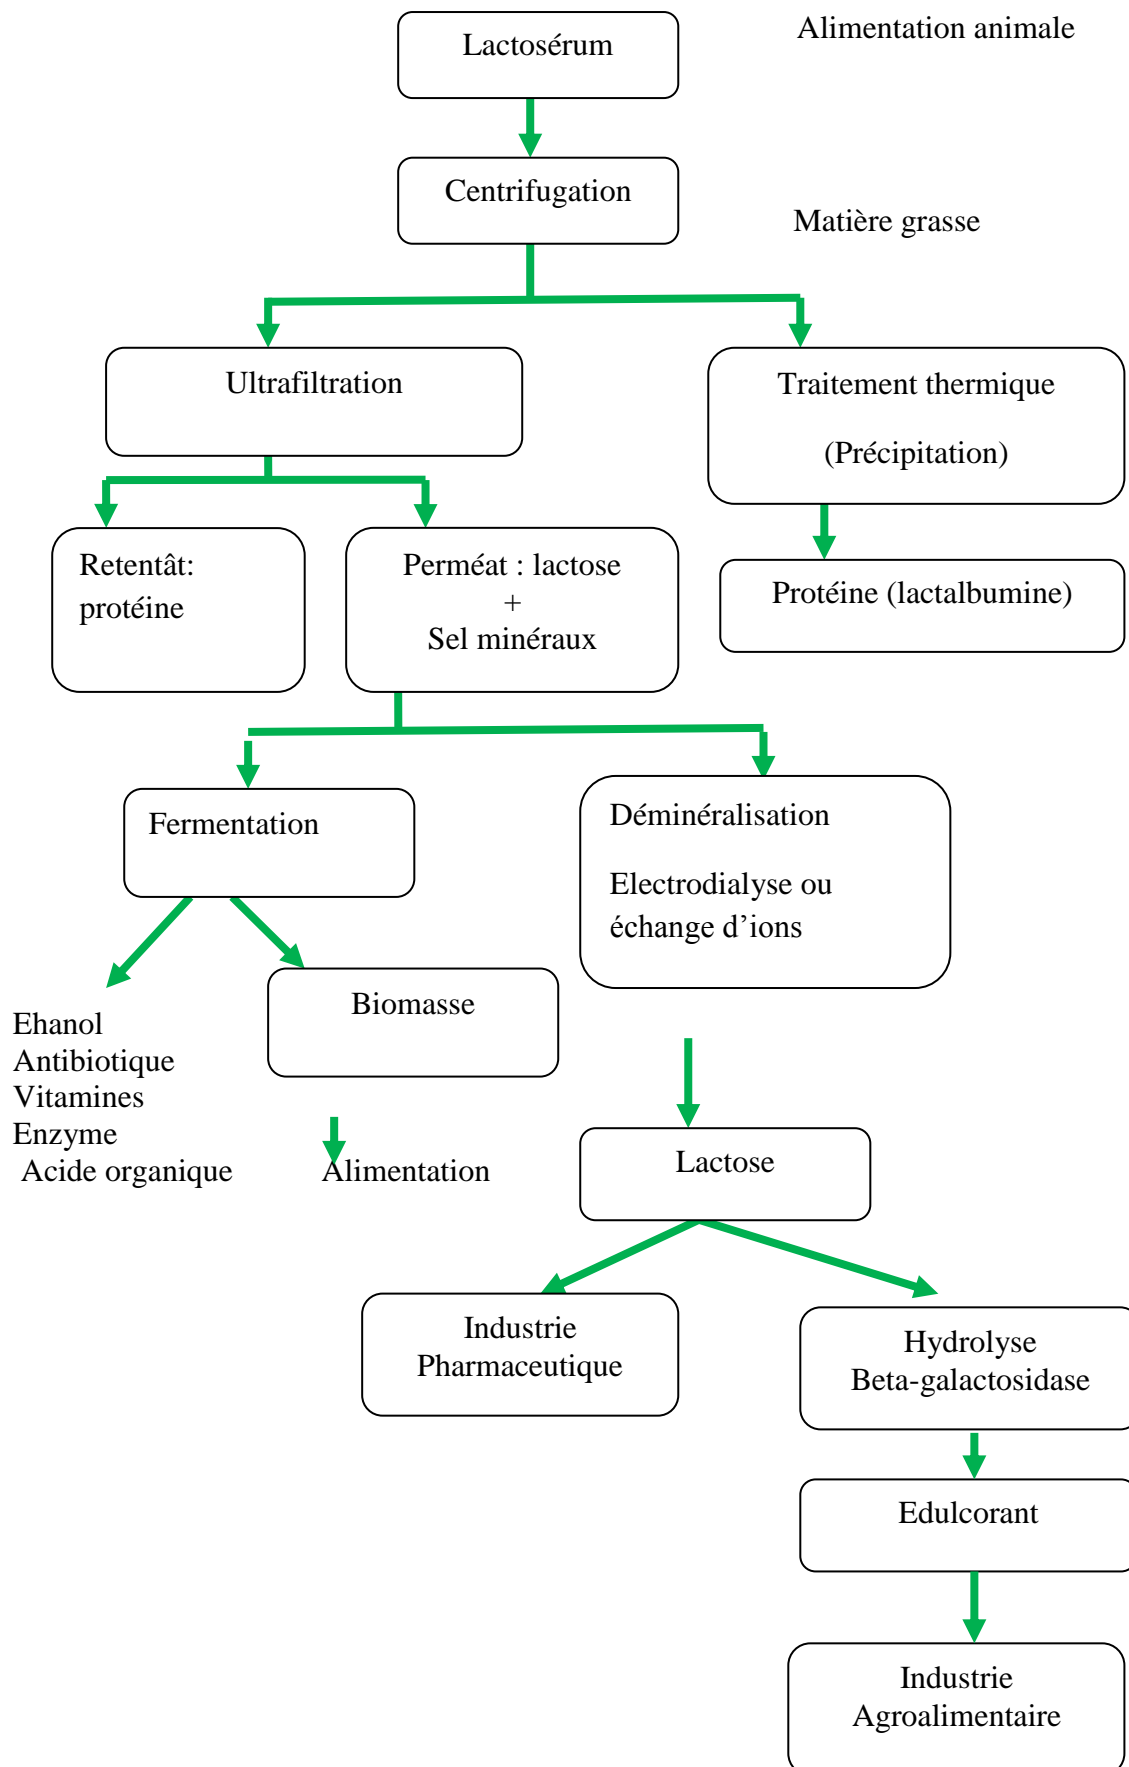 Lactosérum
Alimentation animale
Centrifugation
Matière grasse
Ultrafiltration
Traitement thermique
(Précipitation)
Retentât:
protéine
Perméat : lactose
+
Sel minéraux
Protéine (lactalbumine)
Fermentation
Déminéralisation
Electrodialyse ou
échange d’ions
Biomasse
Ehanol
Antibiotique
Vitamines
Enzyme
Acide organique
Alimentation
Lactose
Industrie
Pharmaceutique
Hydrolyse
Beta-galactosidase
Edulcorant
Industrie
Agroalimentaire